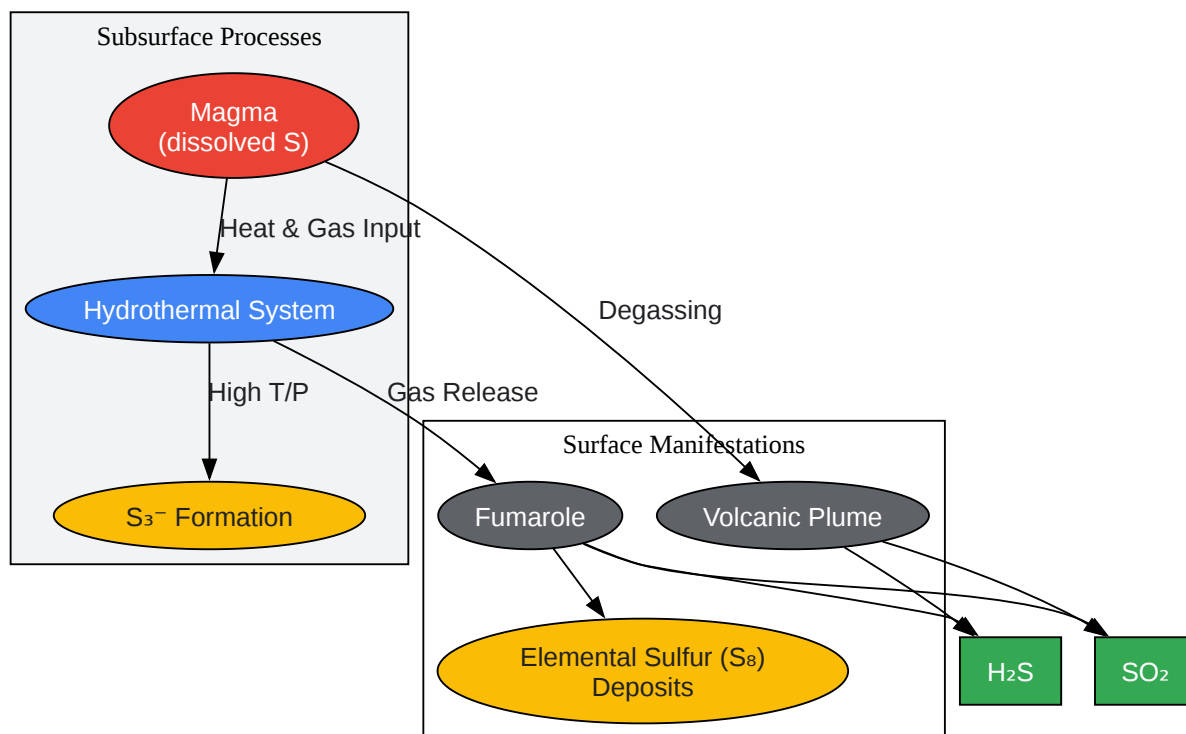 Subsurface Processes
Magma
(dissolved S)
Heat & Gas Input
Hydrothermal System
Degassing
High T/P
Gas Release
Surface Manifestations
S₃⁻ Formation
Fumarole
Volcanic Plume
Elemental Sulfur (S₈)
Deposits
H₂S
SO₂